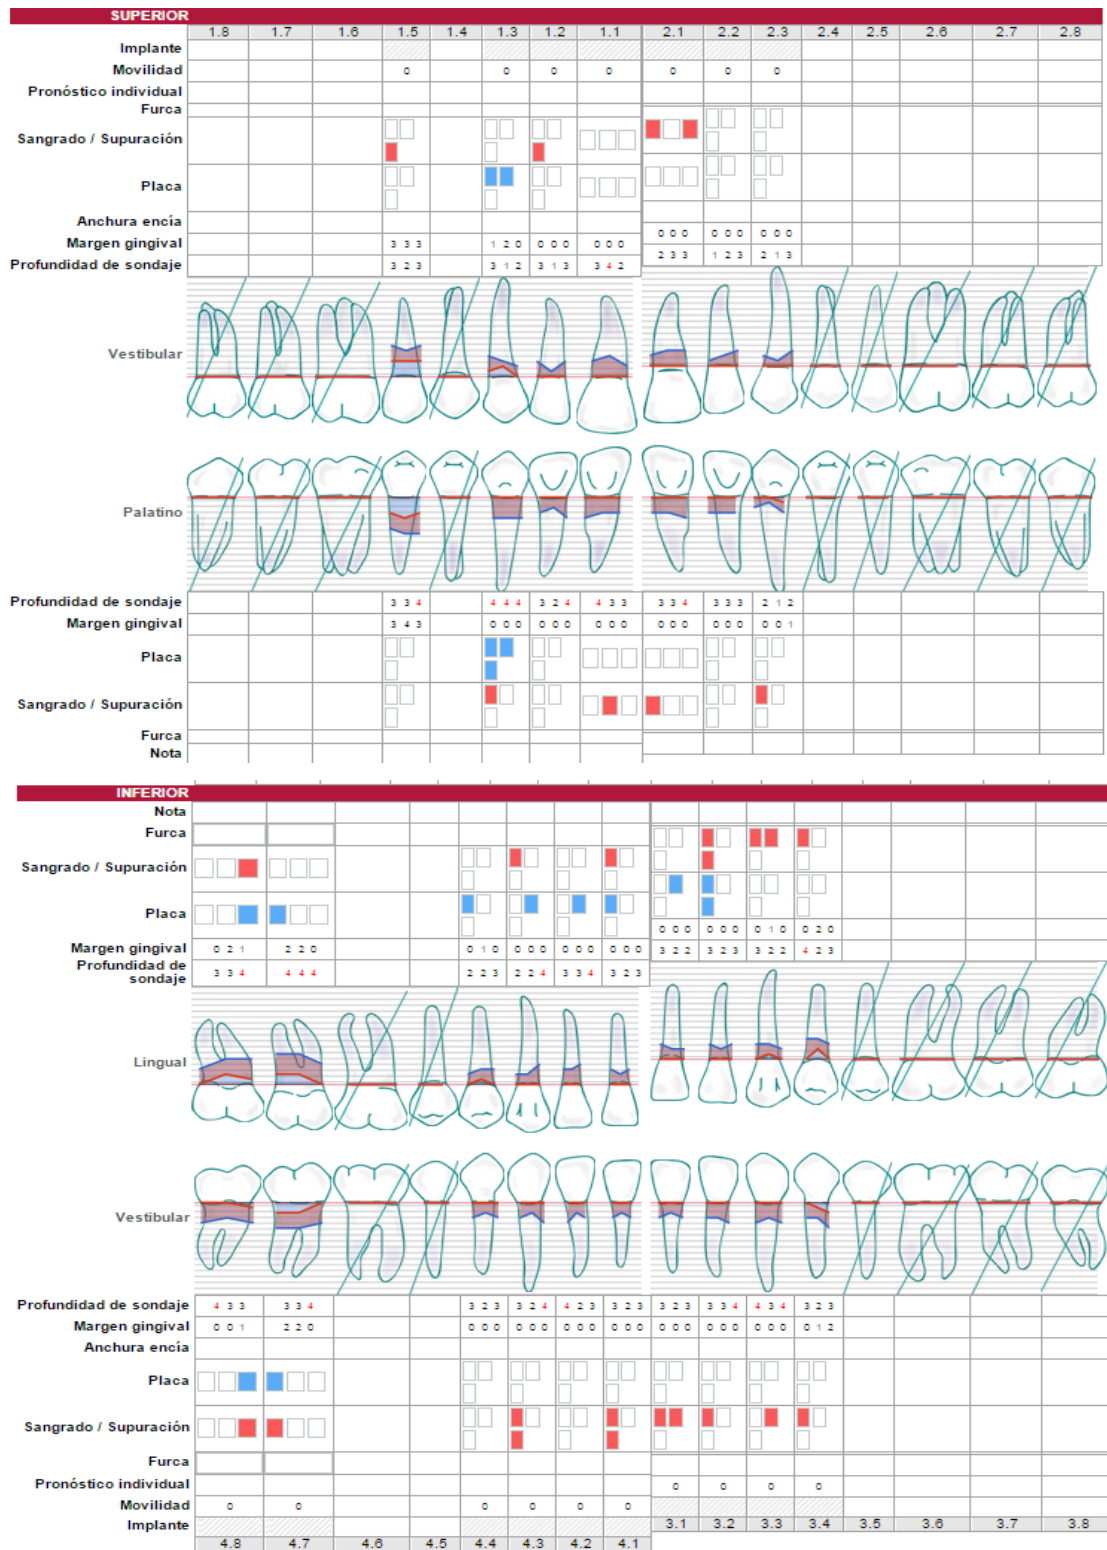 SUPERIOR
1.8 1.7 1.6 1.5 1.4 1.3 1.2 1.1 2.1 2.2 2.3 2.4 2.5 2.6 2.7 2.8
Implante
Movilidad 0 0 0 0 0 0 0
Pronóstico individual
Furca
Sangrado / Supuración
Placa
Anchura encía
Margen gingival 3 3 3 1 2 0 0 0 0 0 0 0 0 0 0 0 0 0 0 0 0
Profundidad de sondaje 3 2 3 3 1 2 3 1 3 3 4 2 2 3 3 1 2 3 2 1 3
Vestibular
Palatino
Profundidad de sondaje 3 3 4 4 4 4 3 2 4 4 3 3 3 3 4 3 3 3 2 1 2
Margen gingival 3 4 3 0 0 0 0 0 0 0 0 0 0 0 0 0 0 0 0 0 1
Placa
Sangrado / Supuración
Furca
Nota
INFERIOR
Nota
Furca
Sangrado / Supuración
Placa
Margen gingival 0 2 1 2 2 0 0 1 0 0 0 0 0 0 0 0 0 0 0 0 0 0 0 0 0 1 0 0 2 0
Profundidad de
sondaje 3 3 4 4 4 4 2 2 3 2 2 4 3 3 4 3 2 3 3 2 2 3 2 3 3 2 2 4 2 3
Lingual
Vestibular
Profundidad de sondaje 4 3 3 3 3 4 3 2 3 3 2 4 4 2 3 3 2 3 3 2 3 3 3 4 4 3 4 3 2 3
Margen gingival 0 0 1 2 2 0 0 0 0 0 0 0 0 0 0 0 0 0 0 0 0 0 0 0 0 0 0 0 1 2
Anchura encía
Placa
Sangrado / Supuración
Furca
Pronóstico individual 0 0 0 0
Movilidad 0 0 0 0 0 0
Implante
3.1 3.2 3.3 3.4 3.5 3.6 3.7 3.8
4.8 4.7 4.6 4.5 4.4 4.3 4.2 4.1